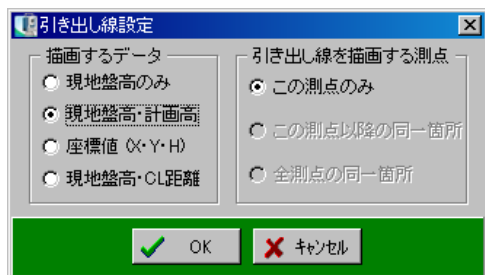 引き出し線設定
描画するデータ
現地盤高のみ
現地盤高・計画高
座標値 (X・Y・H)
現地盤高・CL距離
引き出し線を描画する測点
この測点のみ
この測点以降の同一箇所
全測点の同一箇所
OK
ｷｬﾝｾﾙ